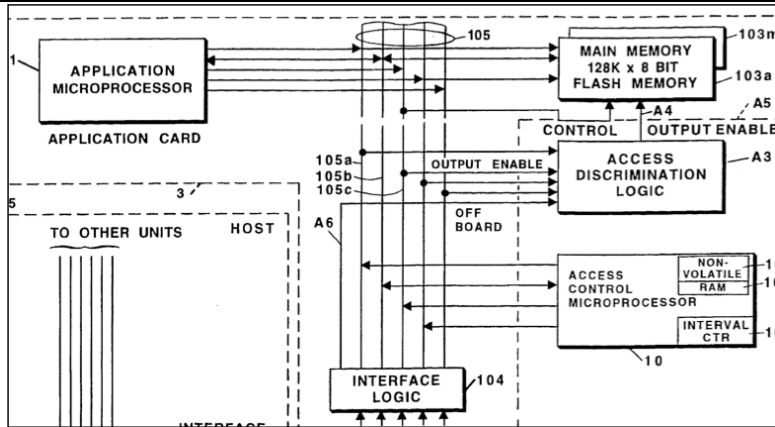 105
103m
MAIN MEMORY
128K x 8 BIT
FLASH MEMORY
103a
1
APPLICATION
MICROPROCESSOR
APPLICATION CARD
A4
A5
CONTROL
OUTPUT ENABLE
105a
105b
105c
OUTPUT ENABLE
ACCESS
DISCRIMINATION
LOGIC
A3
3
5
TO OTHER UNITS
HOST
A6
OFF
BOARD
ACCESS
CONTROL
MICROPROCESSOR
NON-
VOLATILE
RAM
INTERVAL
CTR
10
INTERFACE
LOGIC
104